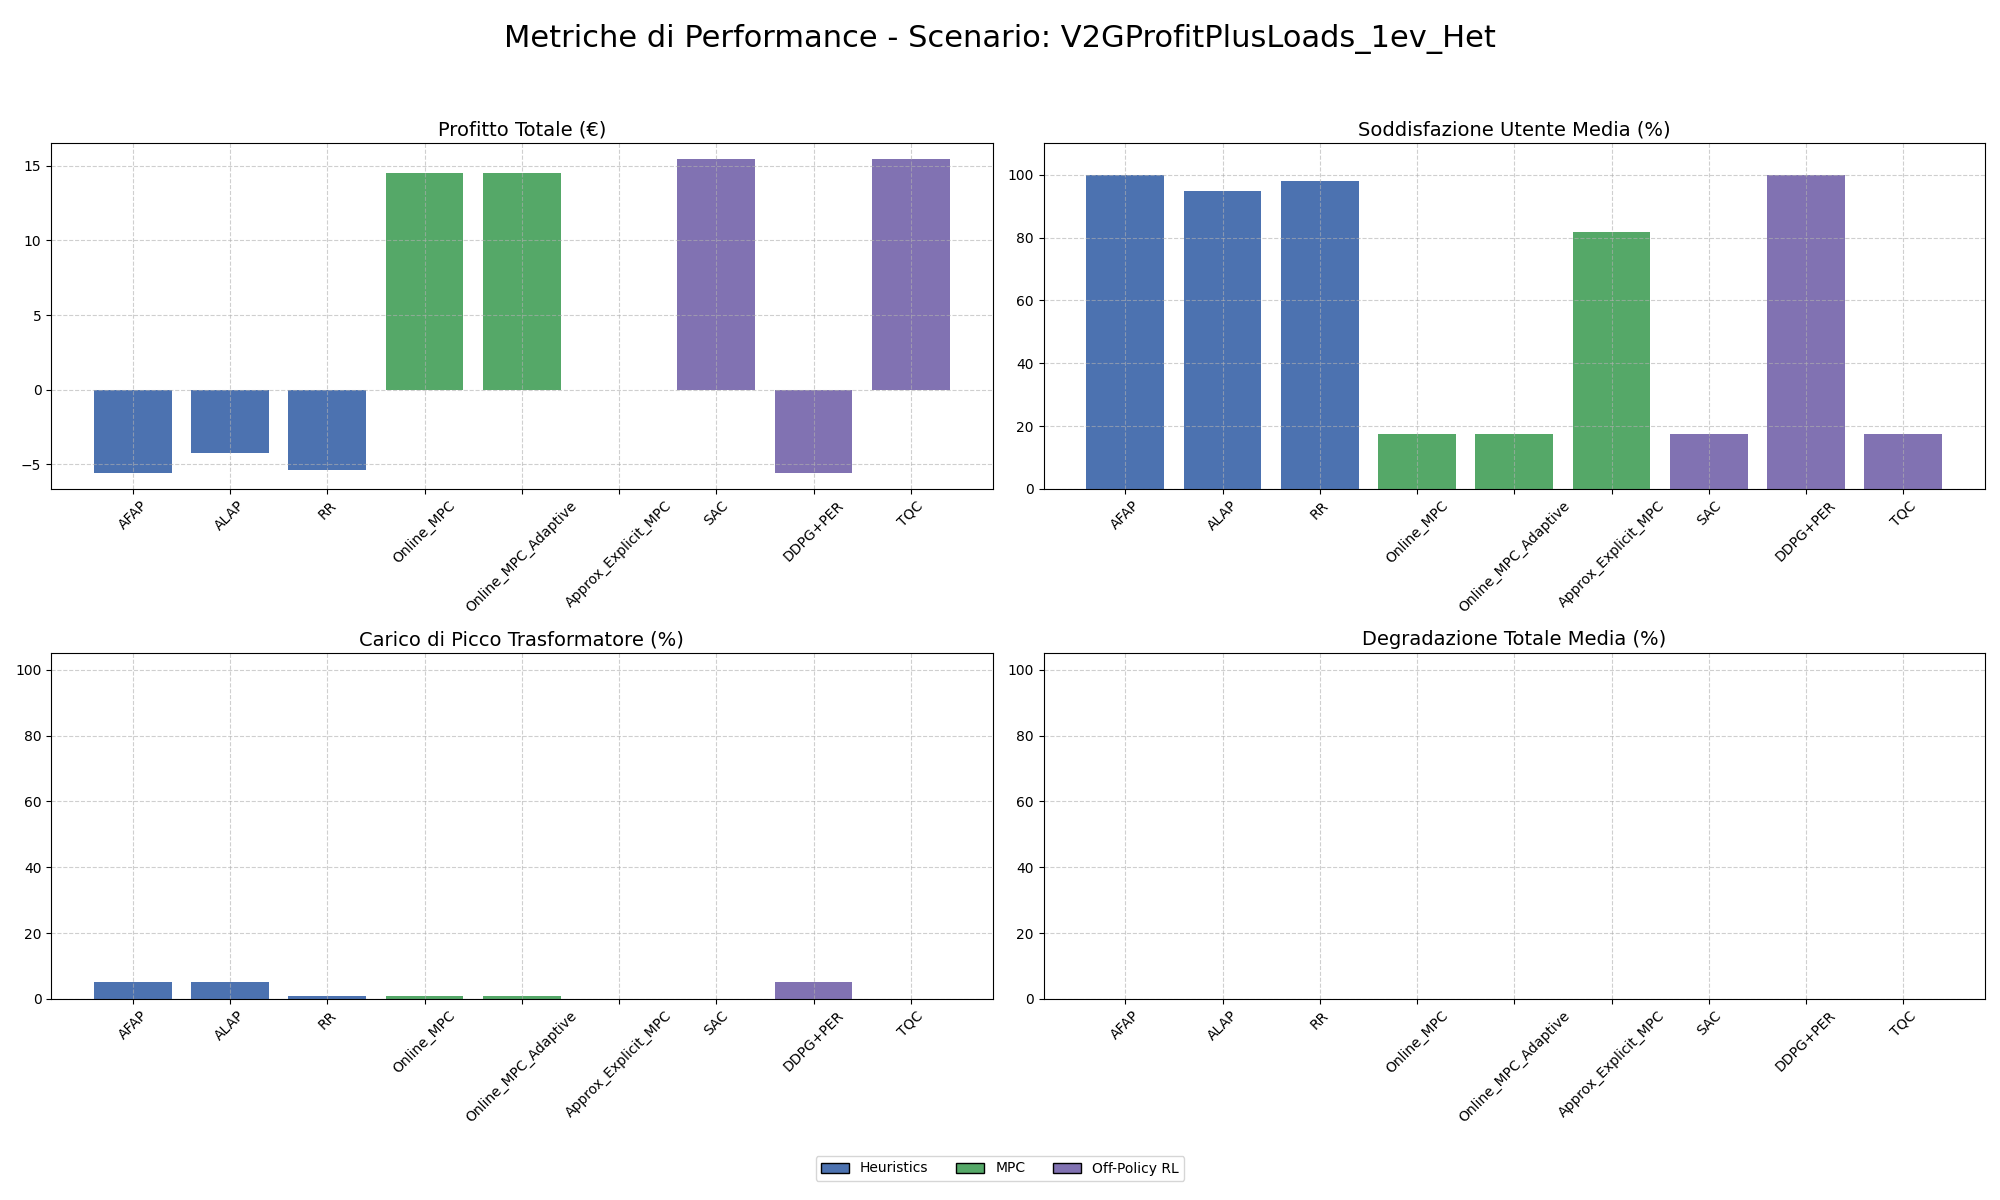 Metriche di Performance - Scenario: V2GProfitPlusLoads_1ev_Het
Profitto Totale (€)
15
10
5
0
−5
AFAP
ALAP
RR
Online_MPC
Online_MPC_Adaptive
Approx_Explicit_MPC
SAC
DDPG+PER
TQC
Soddisfazione Utente Media (%)
100
80
60
40
20
0
AFAP
ALAP
RR
Online_MPC
Online_MPC_Adaptive
Approx_Explicit_MPC
SAC
DDPG+PER
TQC
Carico di Picco Trasformatore (%)
100
80
60
40
20
0
AFAP
ALAP
RR
Online_MPC
Online_MPC_Adaptive
Approx_Explicit_MPC
SAC
DDPG+PER
TQC
Degradazione Totale Media (%)
100
80
60
40
20
0
AFAP
ALAP
RR
Online_MPC
Online_MPC_Adaptive
Approx_Explicit_MPC
SAC
DDPG+PER
TQC
Heuristics
MPC
Off-Policy RL